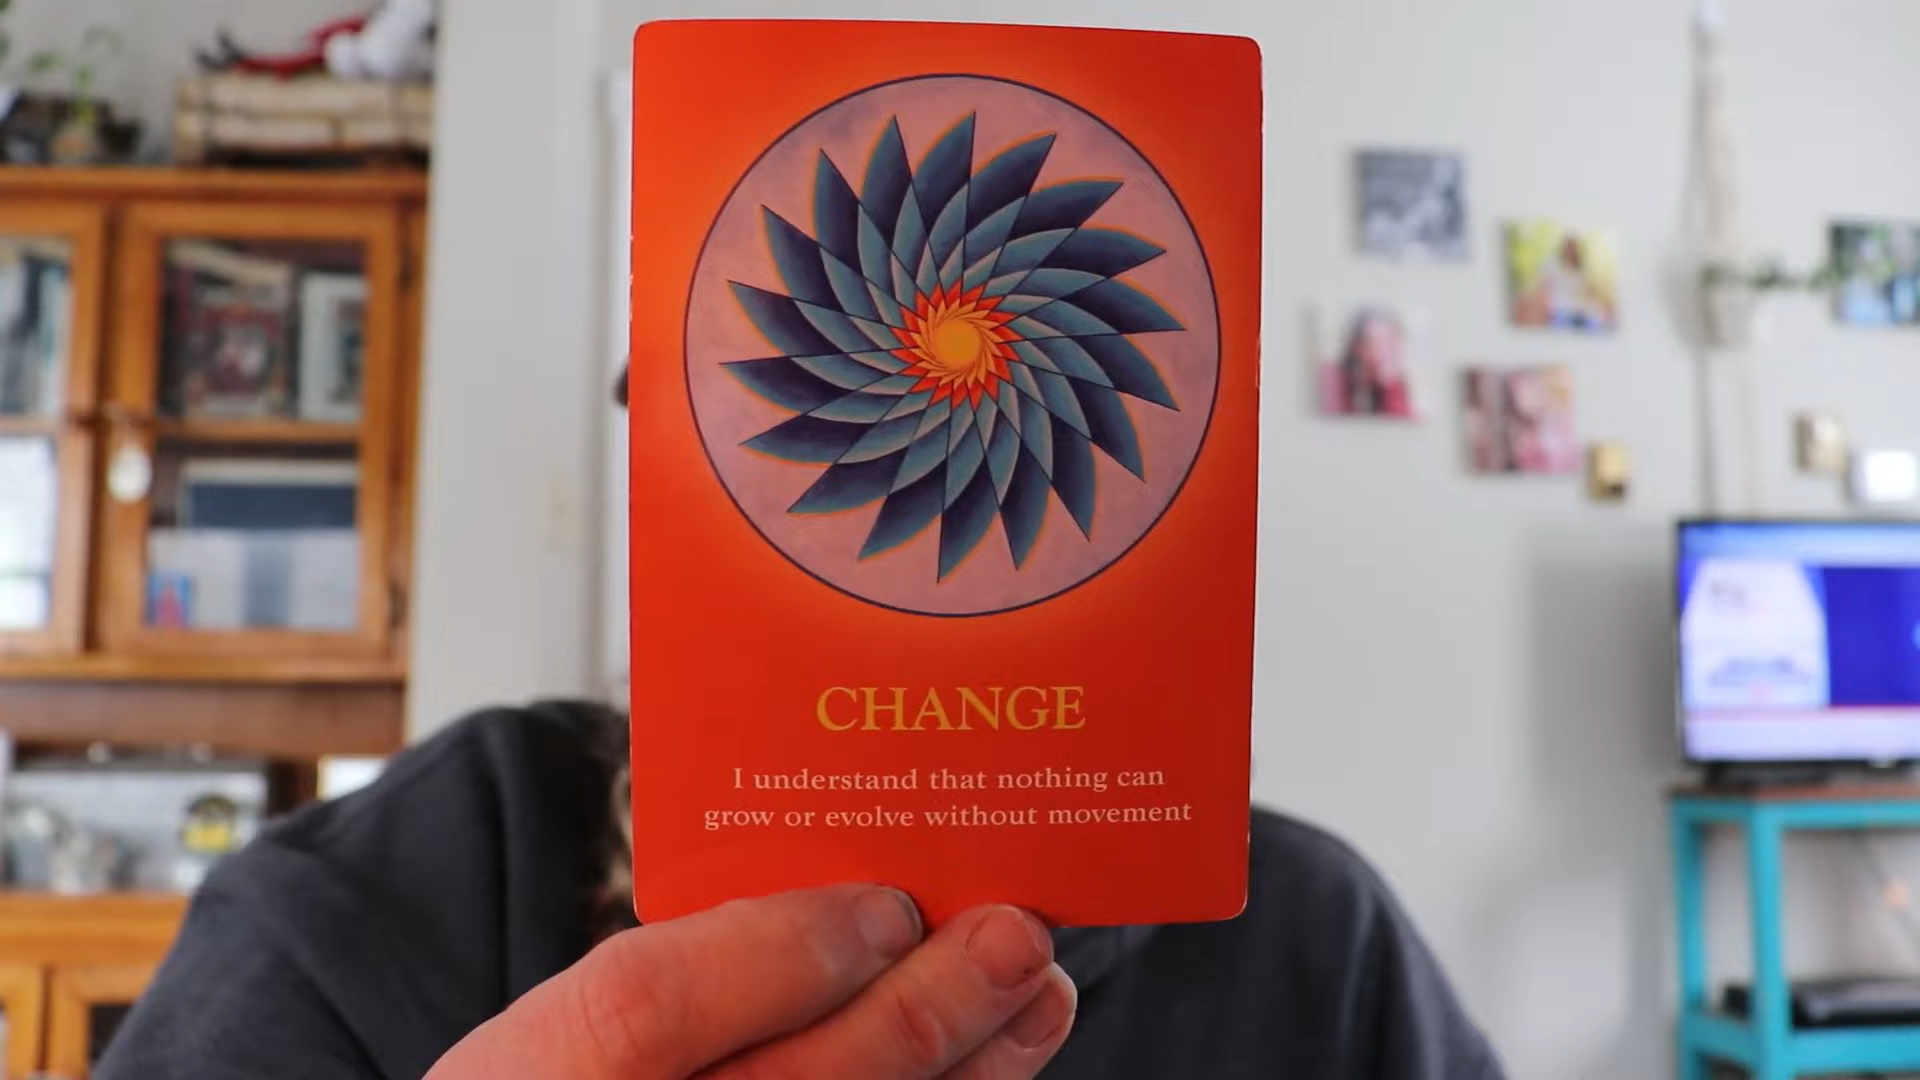 CHANGE
I understand that nothing can
grow or evolve without movement